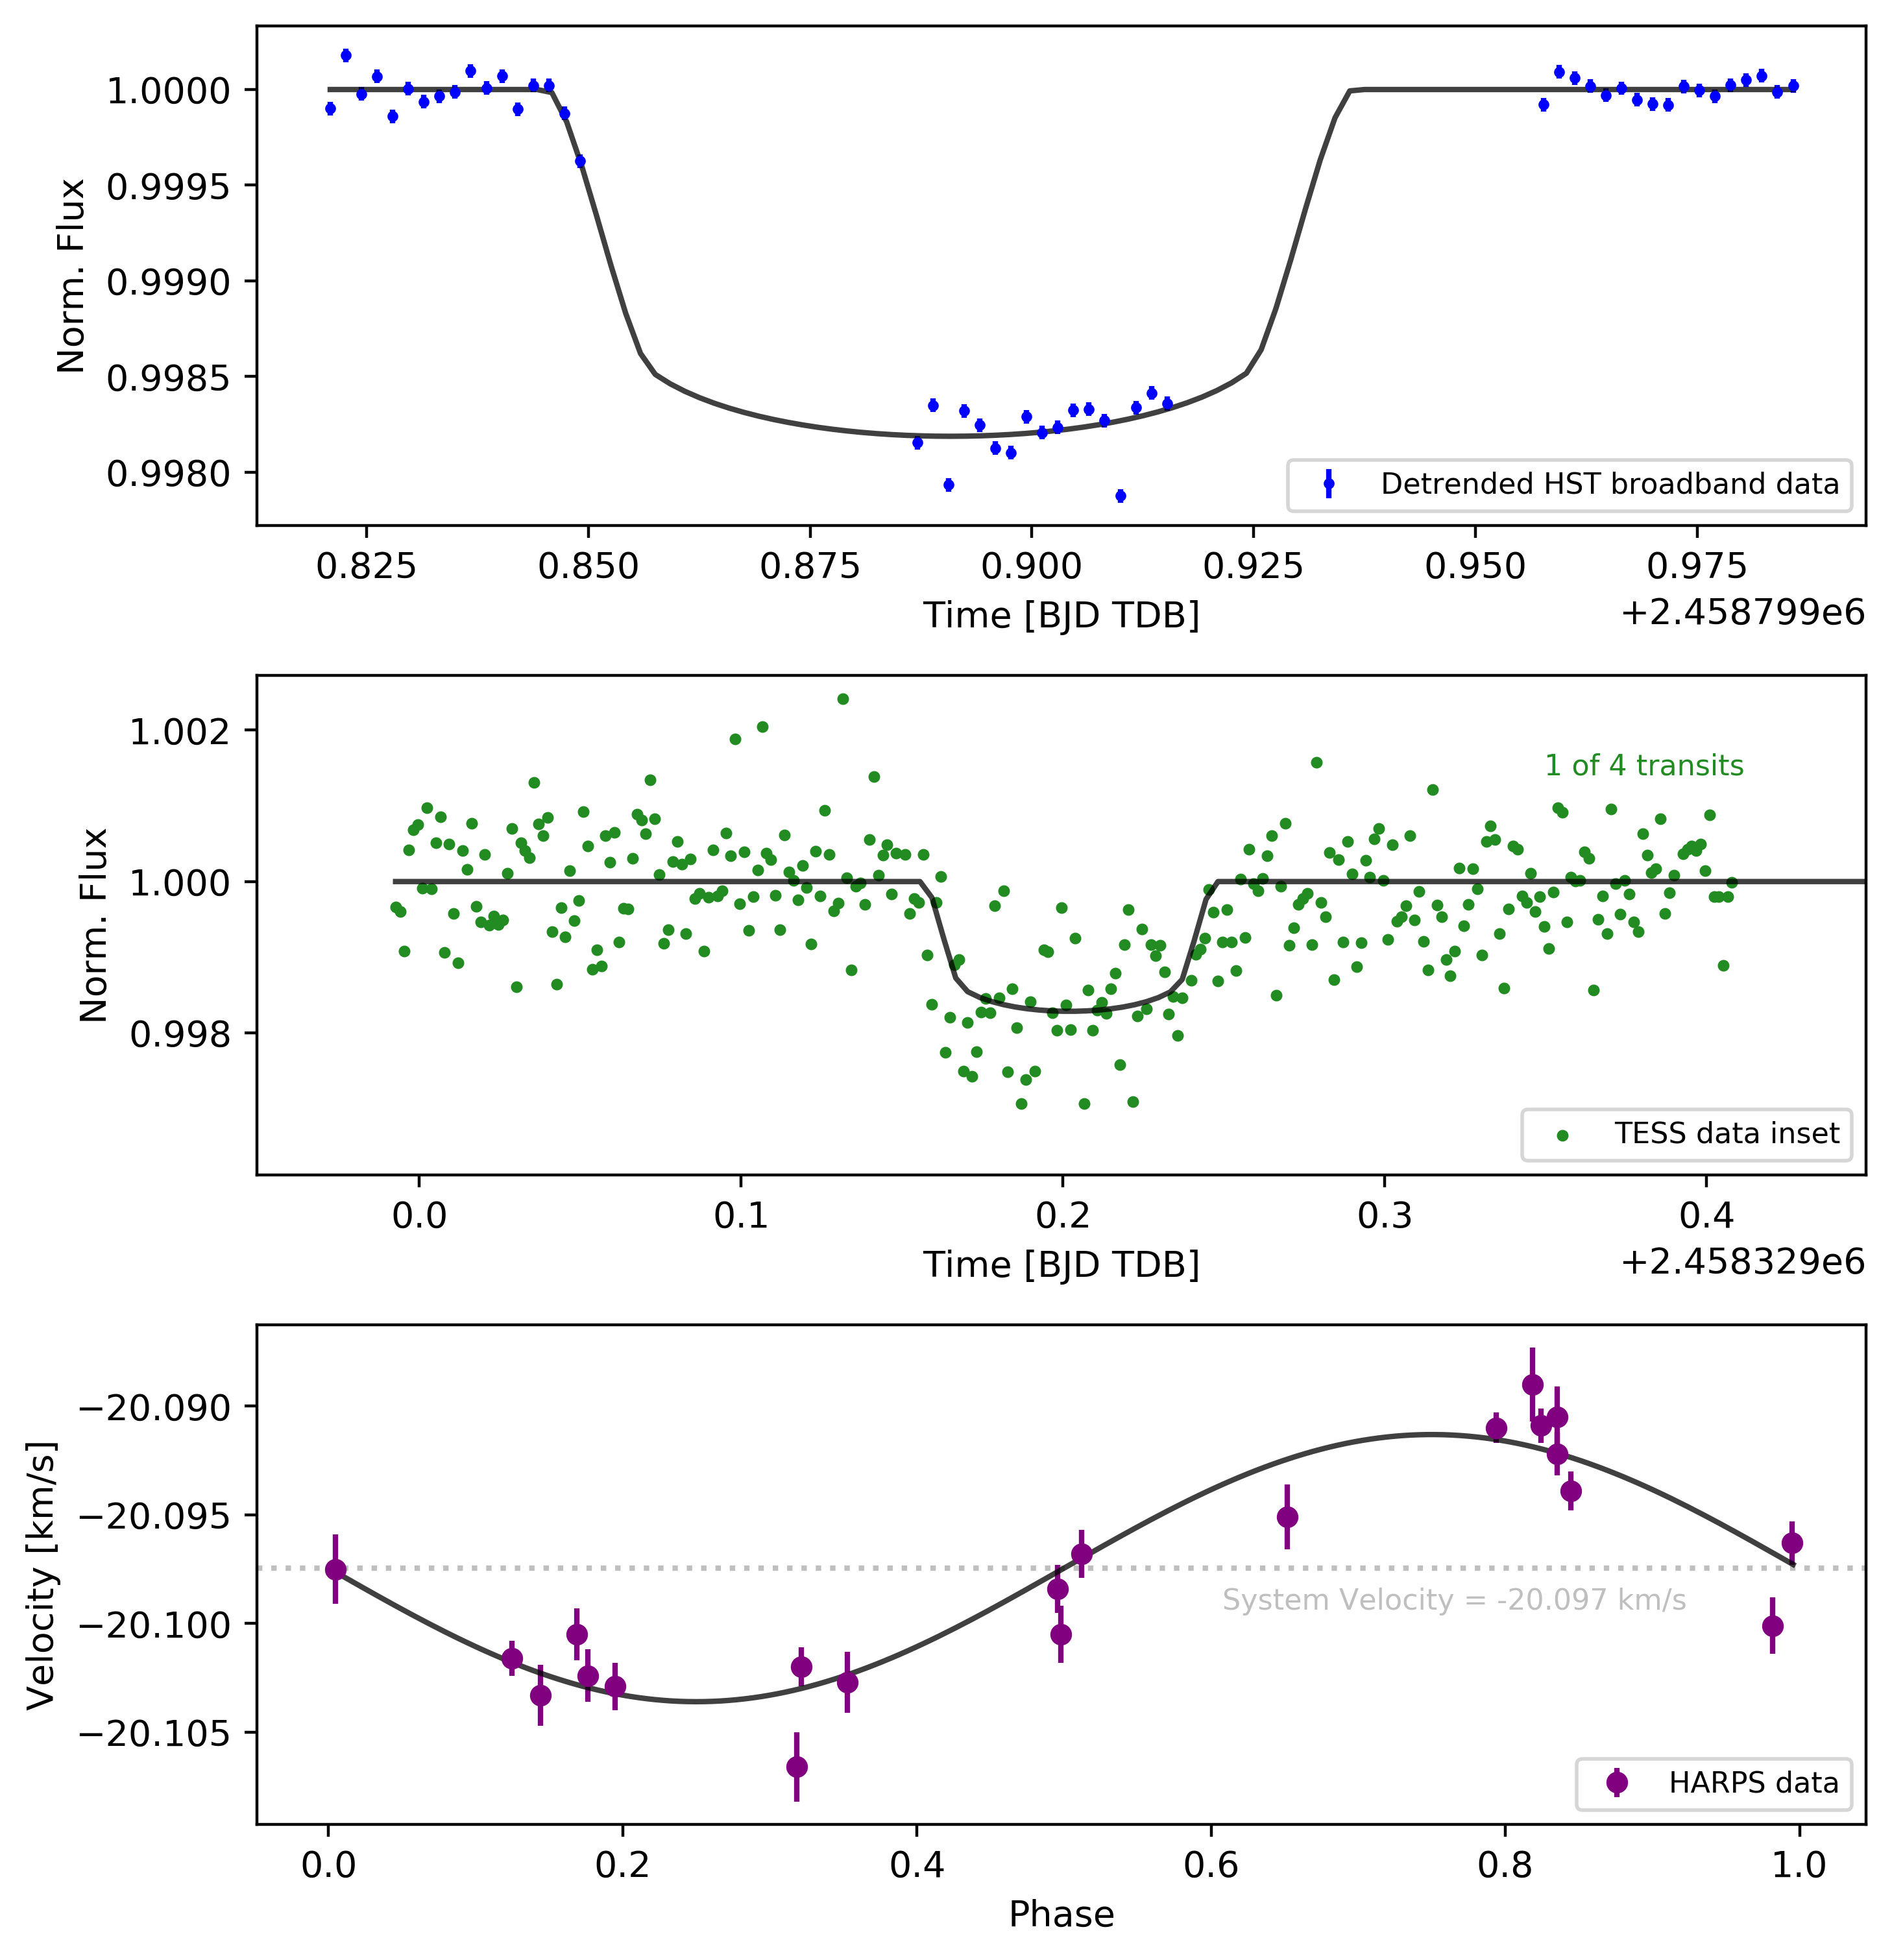 1.0000
0.9995
0.9990
0.9985
0.9980
Norm. Flux
Detrended HST broadband data
0.825 0.850 0.875 0.900 0.925 0.950 0.975
Time [BJD TDB]
+2.458799e6
1.002
1.000
0.998
Norm. Flux
1 of 4 transits
TESS data inset
0.0 0.1 0.2 0.3 0.4
Time [BJD TDB]
+2.458329e6
−20.090
−20.095
−20.100
−20.105
Velocity [km/s]
System Velocity = -20.097 km/s
HARPS data
0.0 0.2 0.4 0.6 0.8 1.0
Phase